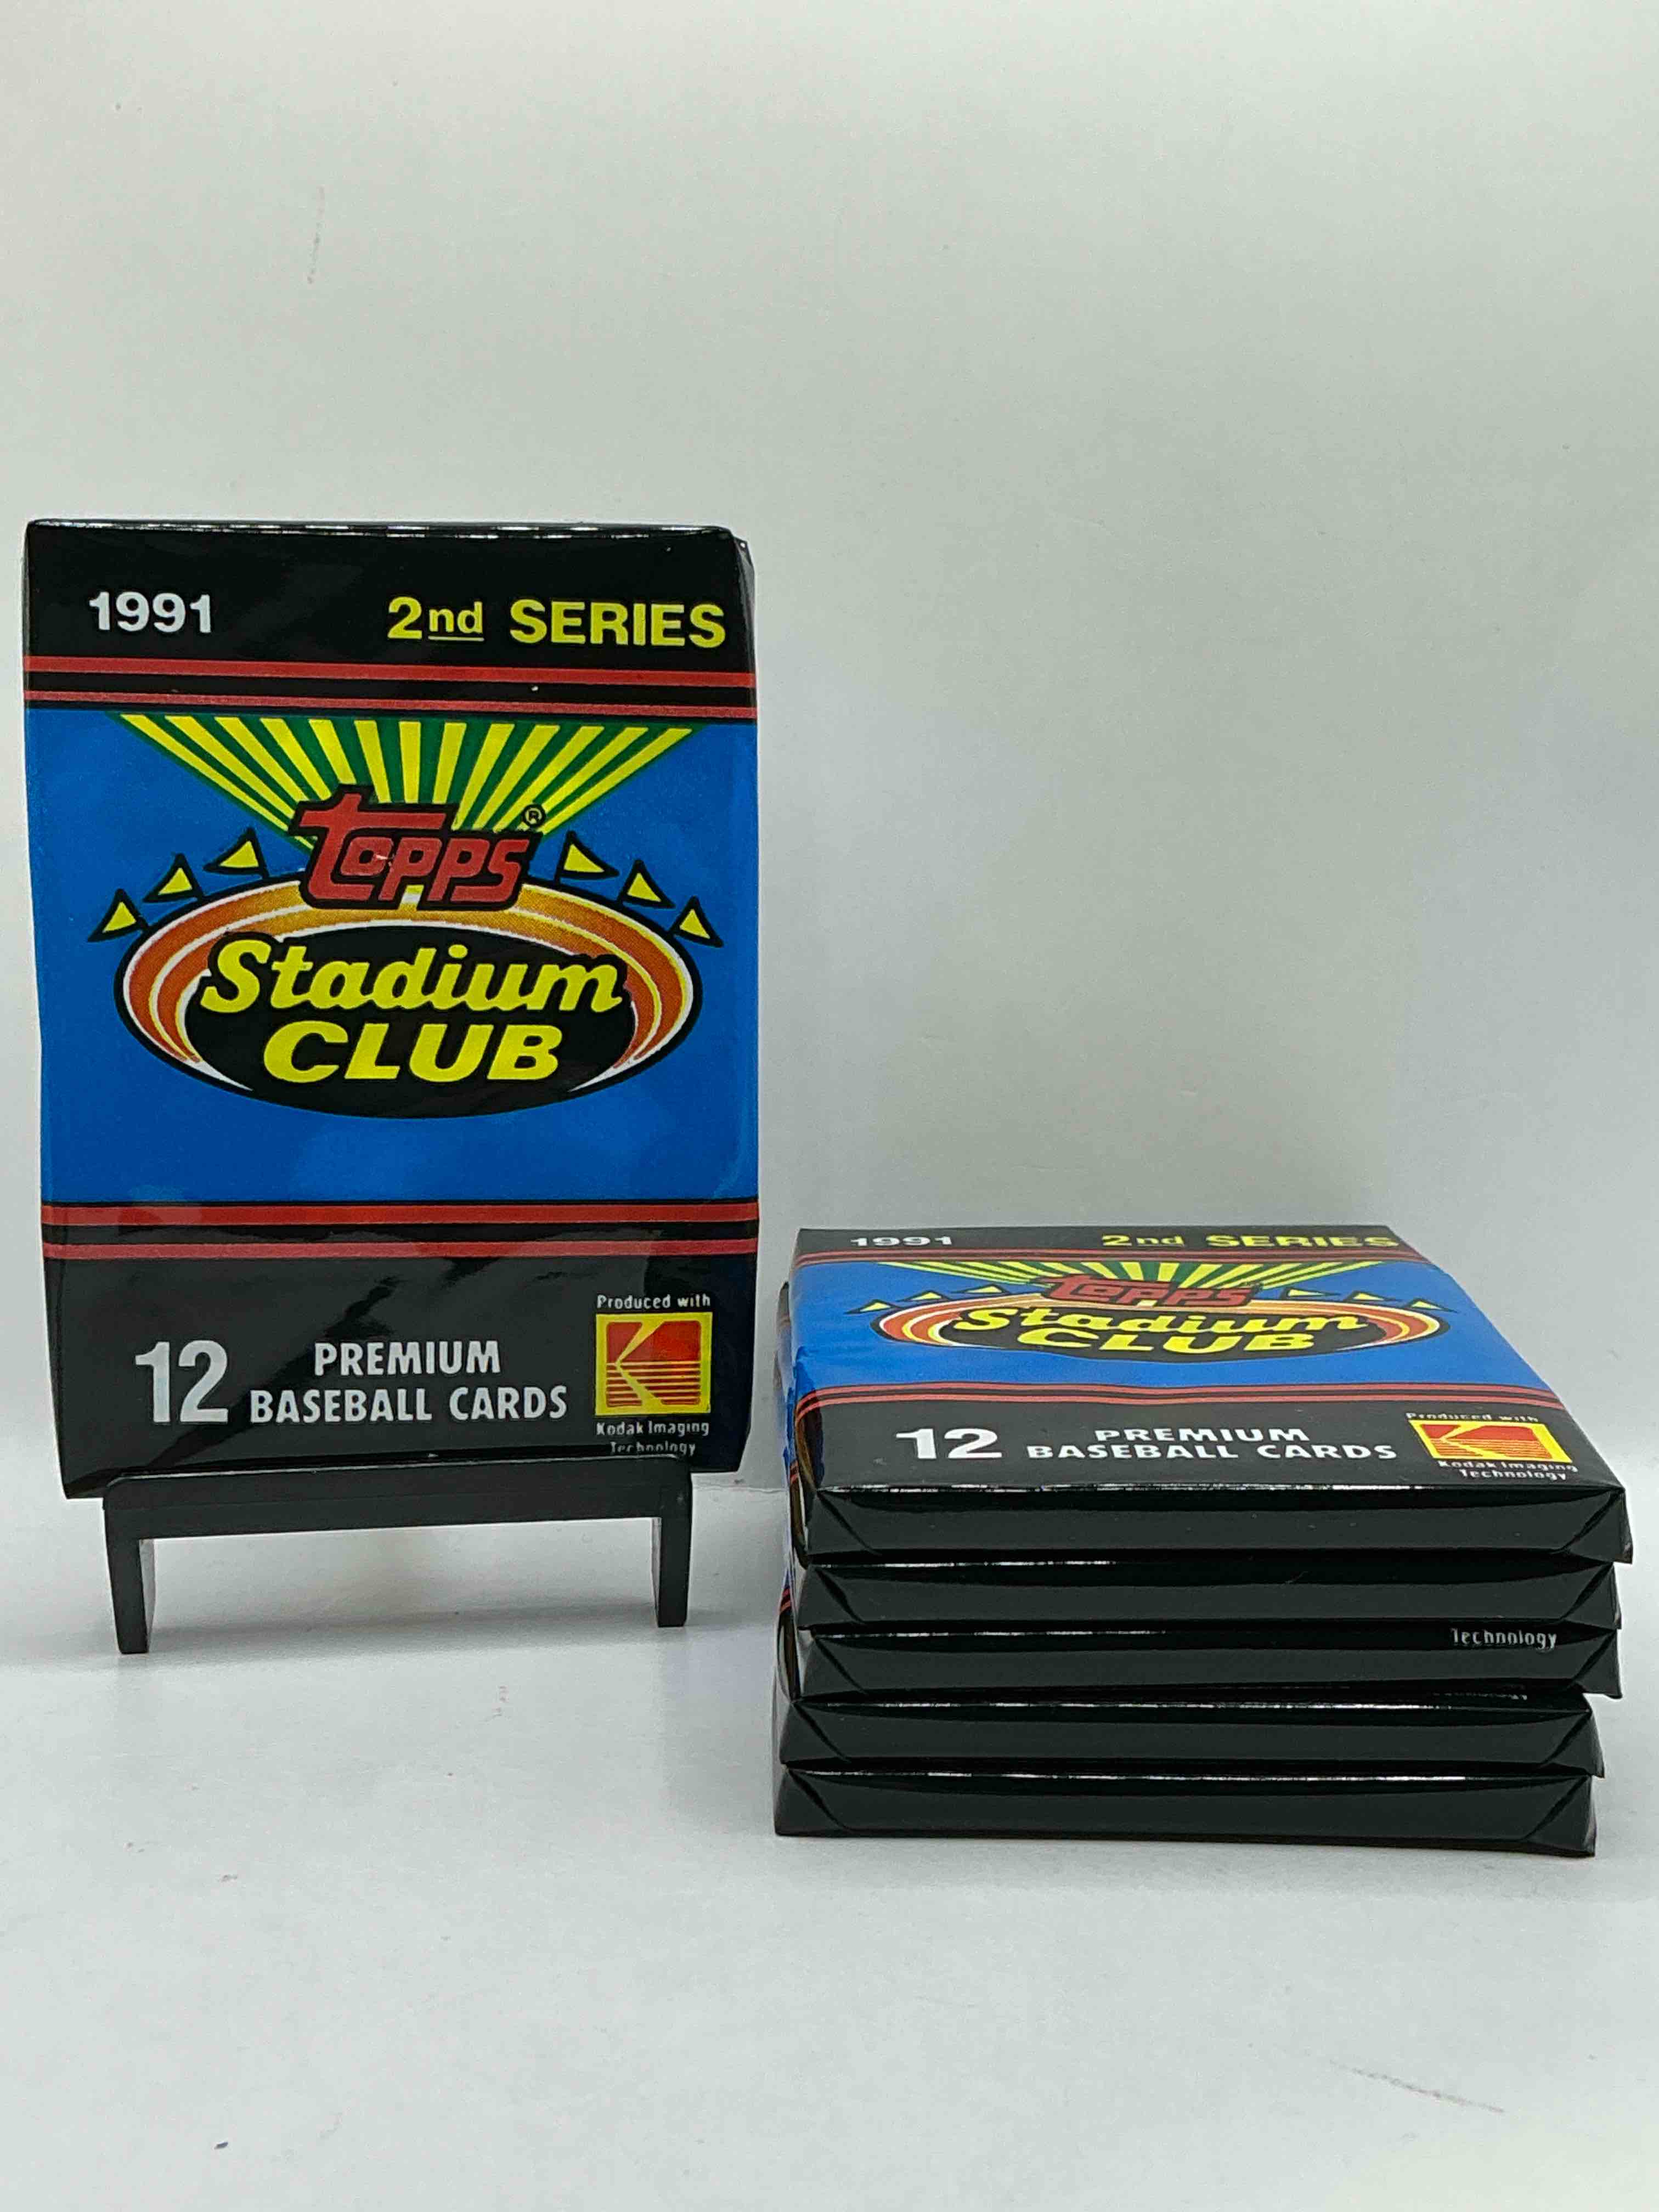 1991 2nd SERIES
Topps®
Stadium
CLUB
12 PREMIUM
BASEBALL CARDS
Produced with
Kodak Imaging
Technology
1991 2nd SERIES
Topps
Stadium
CLUB
12 PREMIUM
BASEBALL CARDS
Produced with
Kodak Imaging
Technology
Technology